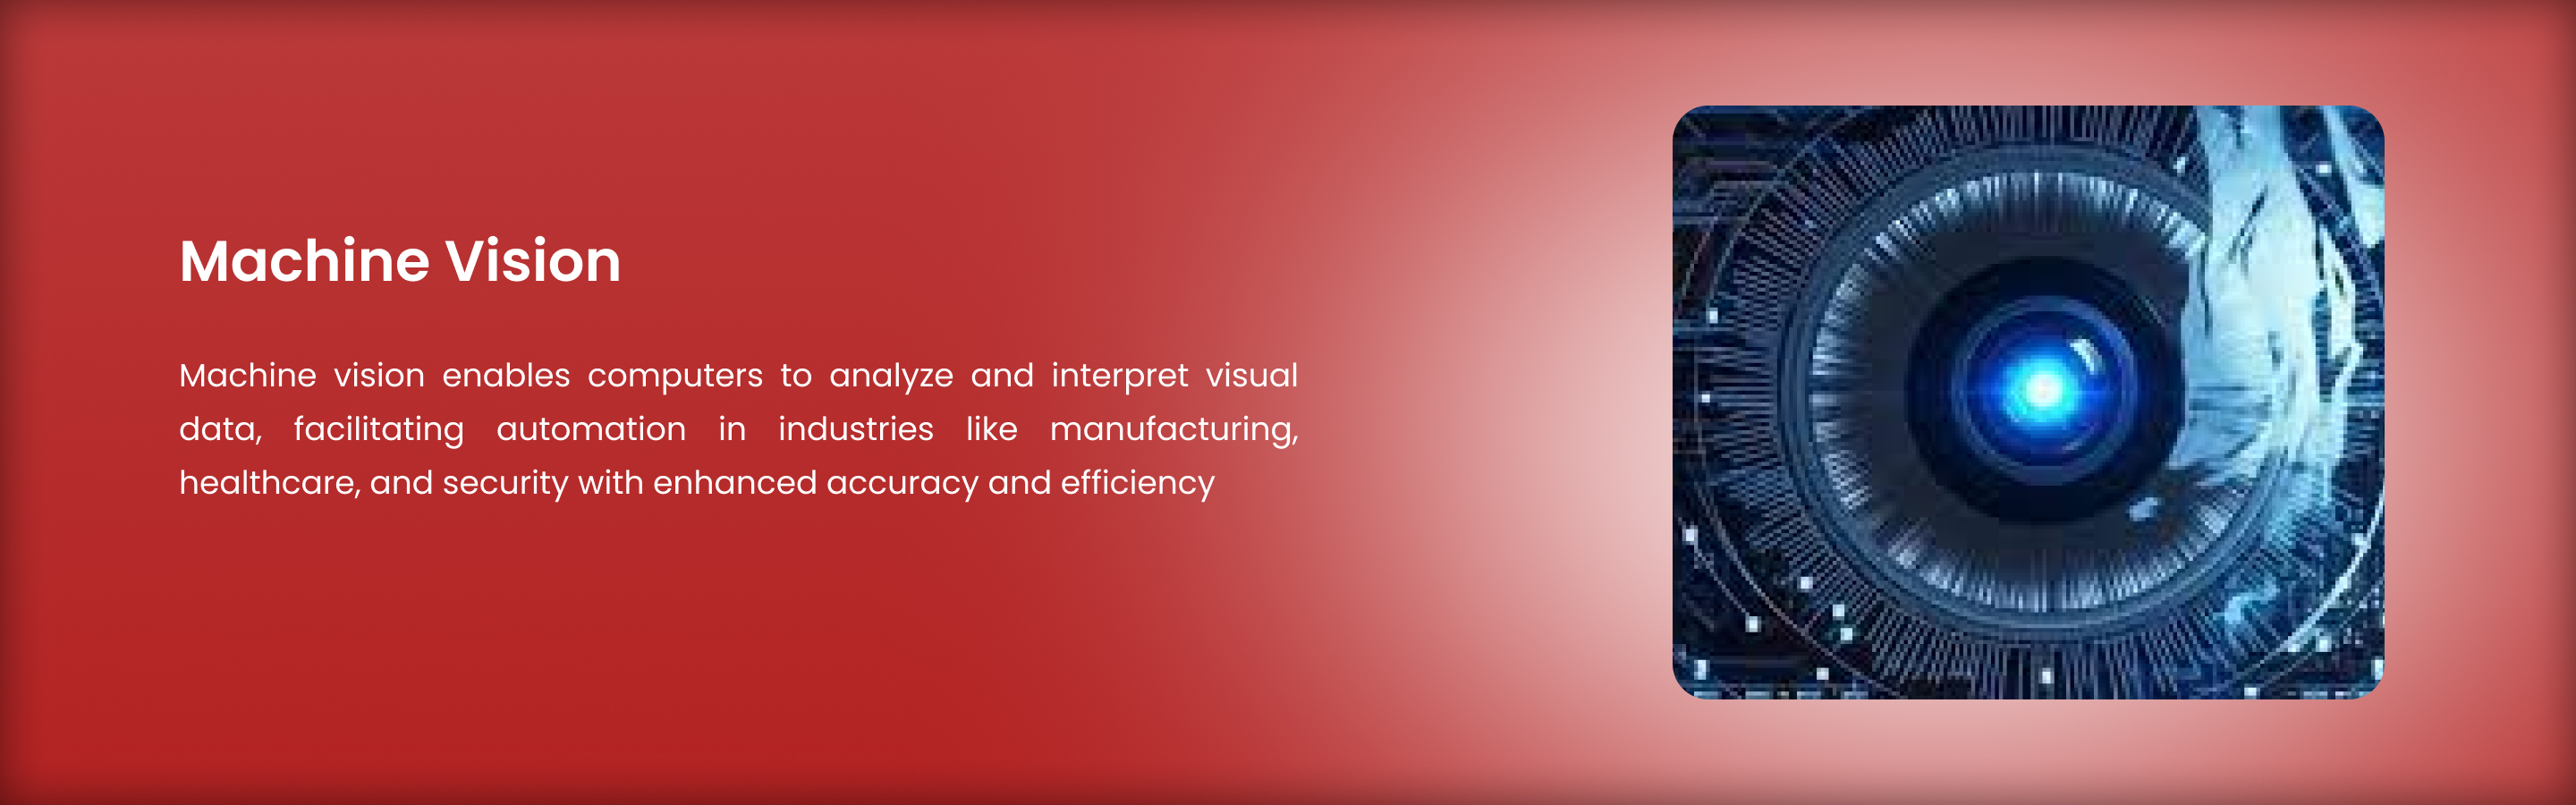 Machine Vision
Machine vision enables computers to analyze and interpret visual
data, facilitating automation in industries like manufacturing,
healthcare, and security with enhanced accuracy and efficiency